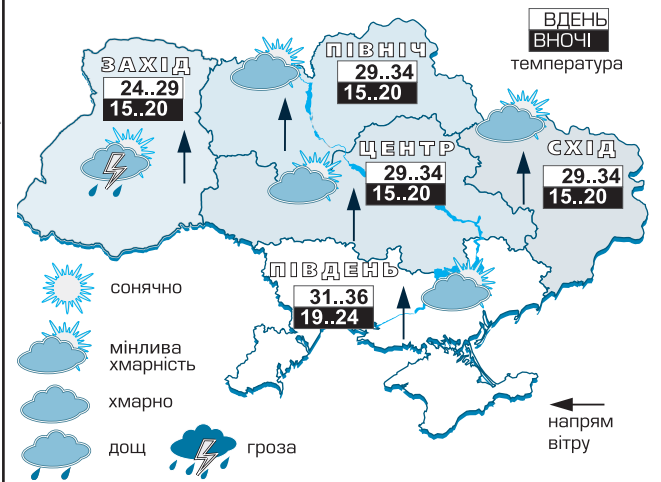 ВДЕНЬ
ВНОЧІ
температура
ЗАХІД
24..29
15..20
ПІВНІЧ
29..34
15..20
ЦЕНТР
29..34
15..20
СХІД
29..34
15..20
ПІВДЕНЬ
31..36
19..24
сонячно
мінлива
хмарність
хмарно
дощ
гроза
напрям
вітру